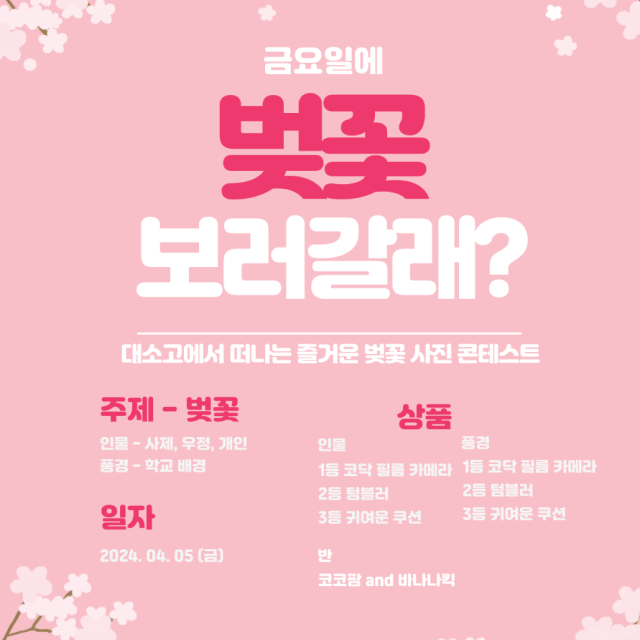 금요일에
벚꽃
보러갈래?
대소고에서 떠나는 즐거운 벚꽃 사진 콘테스트
주제 - 벚꽃
인물 - 사제, 우정, 개인
풍경 - 학교 배경
일자
2024. 04. 05 (금)
상품
인물
1등 코닥 필름 카메라
2등 텀블러
3등 귀여운 쿠션
풍경
1등 코닥 필름 카메라
2등 텀블러
3등 귀여운 쿠션
반
코코팜 and 바나나킥